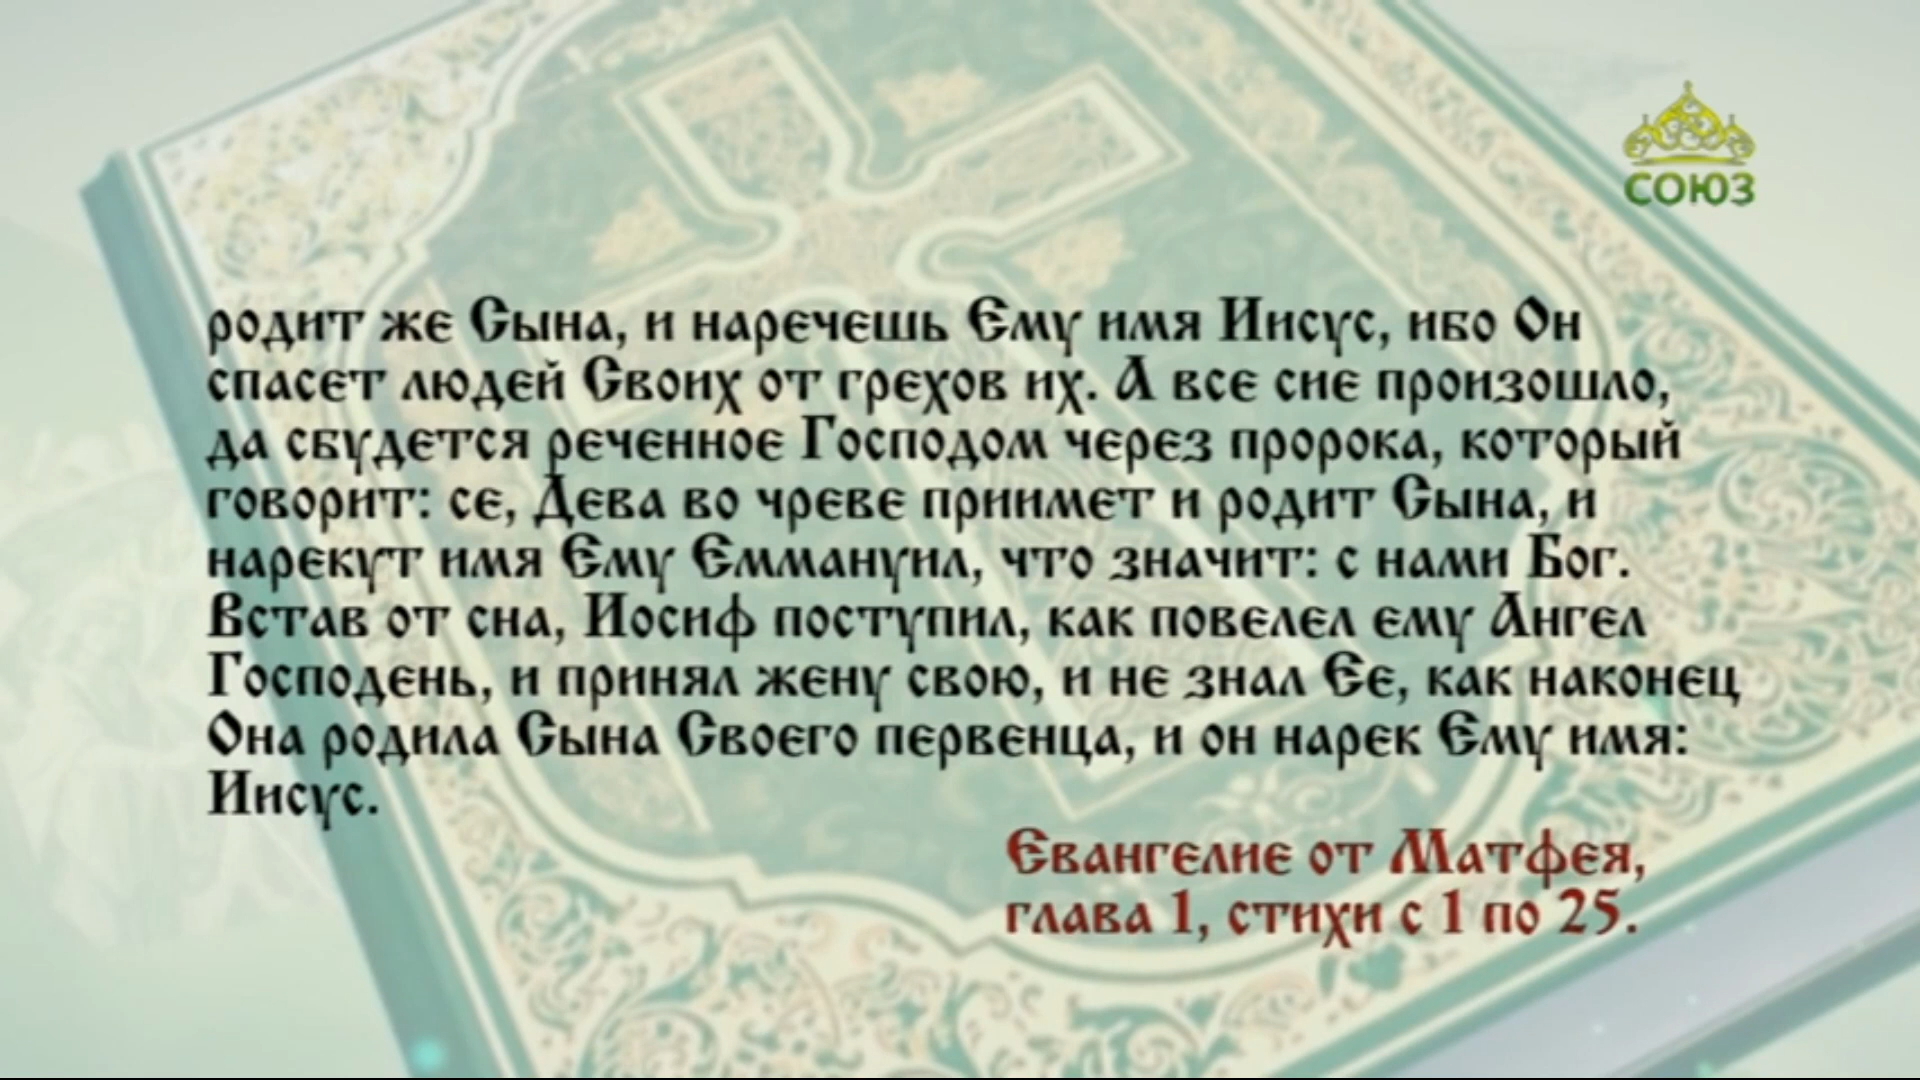 СОЮЗ
родит же Сына, и наречешь Ему имя Иисус, ибо Он
спасет людей Своих от грехов их. А все сие произошло,
да сбудется реченное Господом через пророка, который
говорит: се, Дева во чреве приимет и родит Сына, и
нарекут имя Ему Еммануил, что значит: с нами Бог.
Встав от сна, Иосиф поступил, как повелел ему Ангел
Господень, и принял жену свою, и не знал Ее, как наконец
Она родила Сына Своего первенца, и он нарек Ему имя:
Иисус.
Евангелие от Матфея,
глава 1, стихи с 1 по 25.